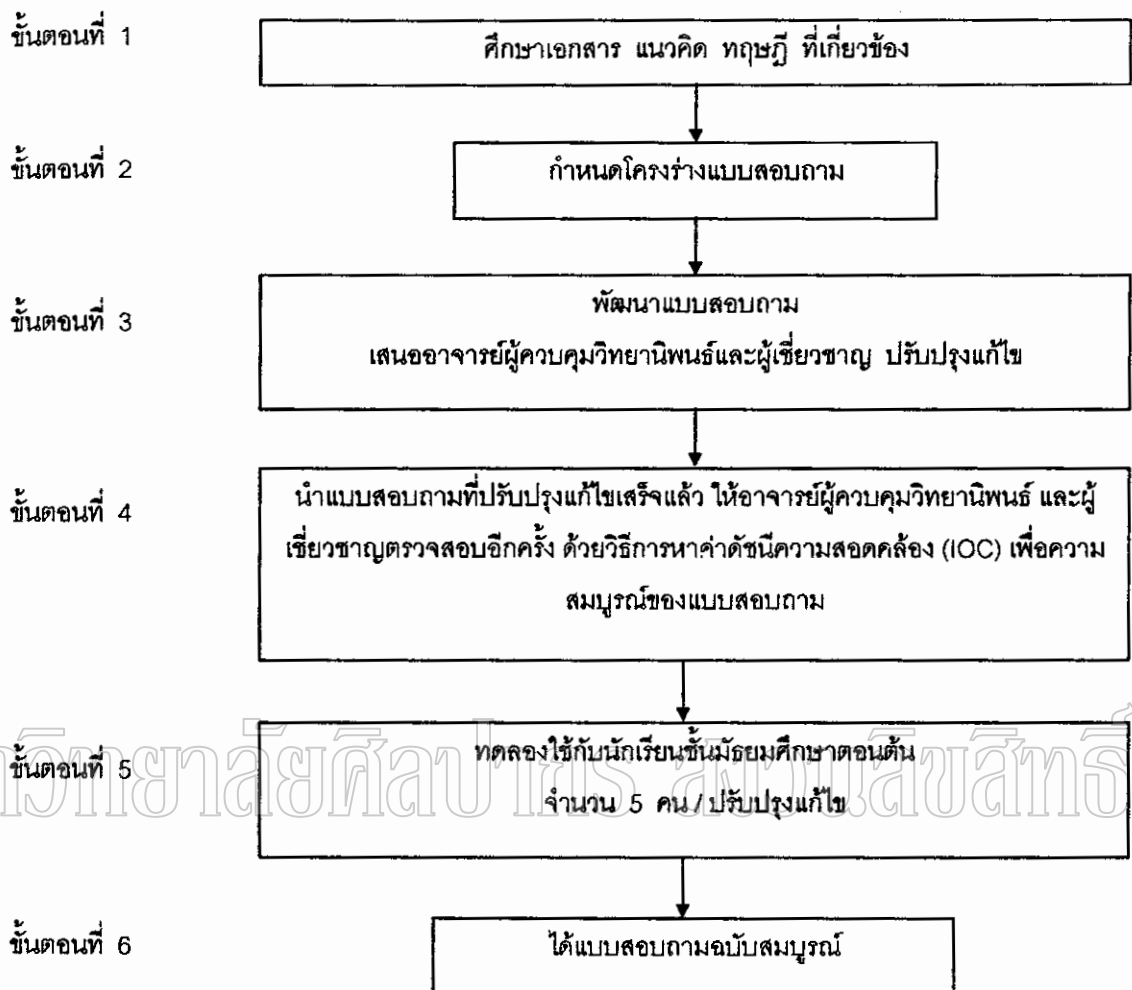 ขั้นตอนที่ 1
ศึกษาเอกสาร แนวคิด ทฤษฎี ที่เกี่ยวข้อง
ขั้นตอนที่ 2
กำหนดโครงร่างแบบสอบถาม
ขั้นตอนที่ 3
พัฒนาแบบสอบถาม
เสนออาจารย์ผู้ควบคุมวิทยานิพนธ์และผู้เชี่ยวชาญ ปรับปรุงแก้ไข
ขั้นตอนที่ 4
นำแบบสอบถามที่ปรับปรุงแก้ไขเสร็จแล้ว ให้อาจารย์ผู้ควบคุมวิทยานิพนธ์ และผู้
เชี่ยวชาญตรวจสอบอีกครั้ง ด้วยวิธีการหาค่าดัชนีความสอดคล้อง (IOC) เพื่อความ
สมบูรณ์ของแบบสอบถาม
ขั้นตอนที่ 5
ทดลองใช้กับนักเรียนชั้นมัธยมศึกษาตอนต้น
จำนวน 5 คน / ปรับปรุงแก้ไข
ขั้นตอนที่ 6
ได้แบบสอบถามฉบับสมบูรณ์